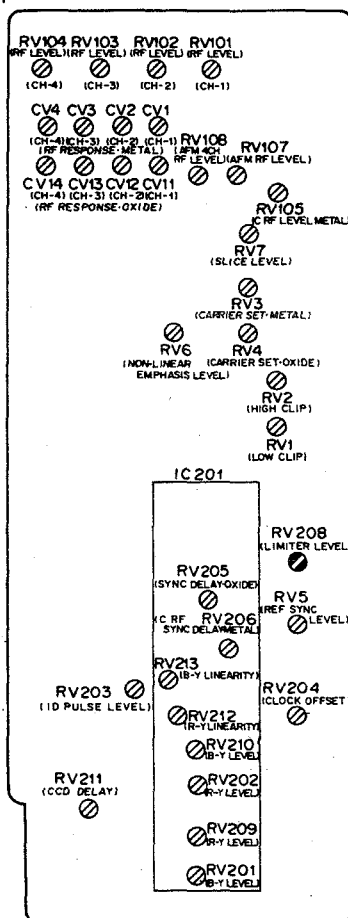 RV104 RV103 RV102 RV101
(RF LEVEL) (RF LEVEL) (RF LEVEL) (RF LEVEL)
(CH-4) (CH-3) (CH-2) (CH-1)
CV4 CV3 CV2 CV1
(CH-4) (CH-3) (CH-2) (CH-1)
(RF RESPONSE·METAL)
RV108
(AFM 4CH
RF LEVEL)
RV107
(AFM RF LEVEL)
CV14 CV13 CV12 CV11
(CH-4) (CH-3) (CH-2) (CH-1)
(RF RESPONSE·OXIDE)
RV105
(C RF LEVEL METAL)
RV7
(SLICE LEVEL)
RV3
(CARRIER SET·METAL)
RV6
(NON-LINEAR
EMPHASIS LEVEL)
RV4
(CARRIER SET·OXIDE)
RV2
(HIGH CLIP)
RV1
(LOW CLIP)
IC201
RV208
(LIMITER LEVEL)
RV205
(SYNC DELAY·OXIDE)
RV5
(REF SYNC
LEVEL)
(C RF RV206
SYNC DELAY·METAL)
RV213
(B-Y LINEARITY)
RV203
(ID PULSE LEVEL)
RV204
(CLOCK OFFSET)
RV212
(R-Y LINEARITY)
RV210
(B-Y LEVEL)
RV211
(CCD DELAY)
RV202
(R-Y LEVEL)
RV209
(R-Y LEVEL)
RV201
(B-Y LEVEL)